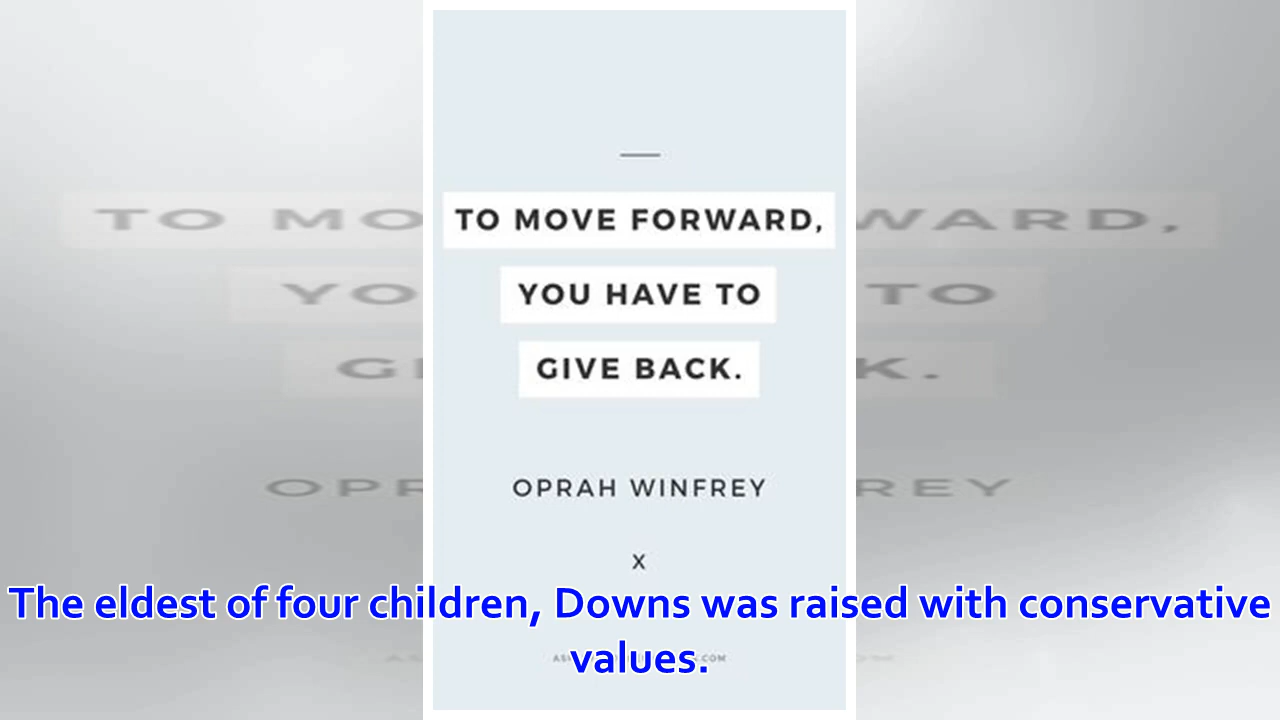 TO MOVE FORWARD,
YOU HAVE TO
GIVE BACK.
OPRAH WINFREY
X
The eldest of four children, Downs was raised with conservative
values.